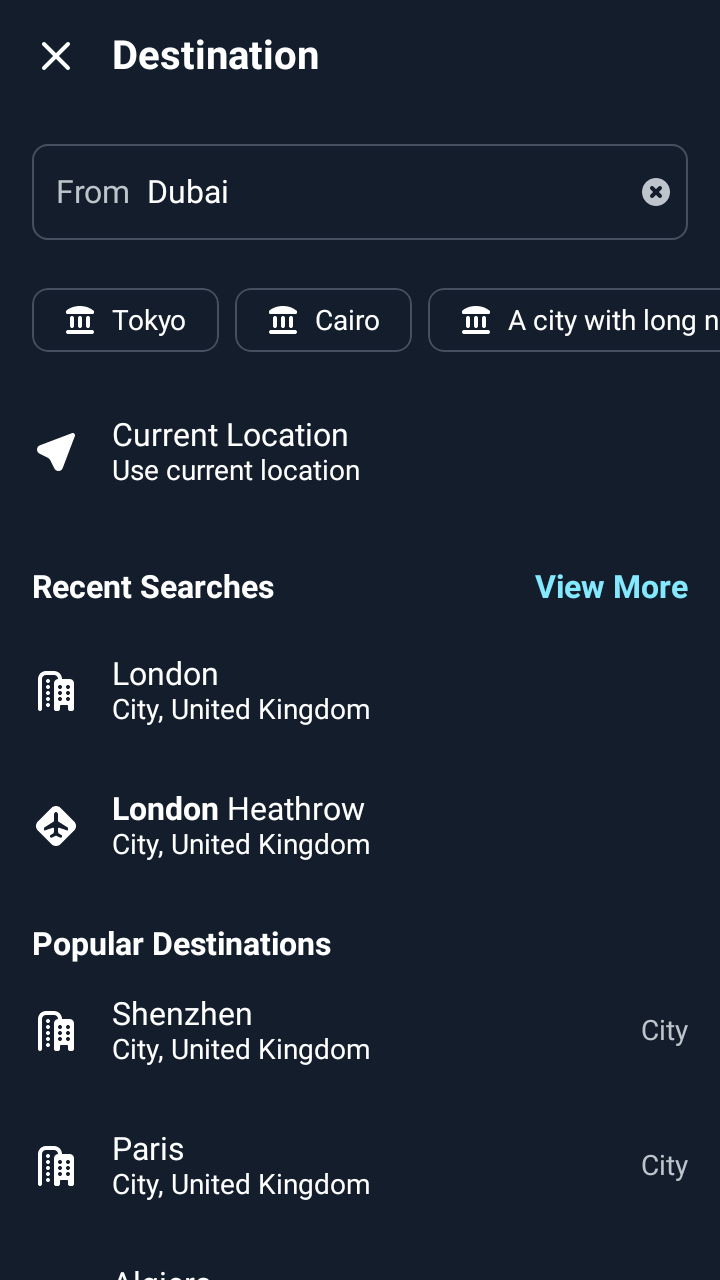 Destination
From Dubai
Tokyo Cairo A city with long n
Current Location
Use current location
Recent Searches View More
London
City, United Kingdom
London Heathrow
City, United Kingdom
Popular Destinations
Shenzhen City
City, United Kingdom
Paris City
City, United Kingdom